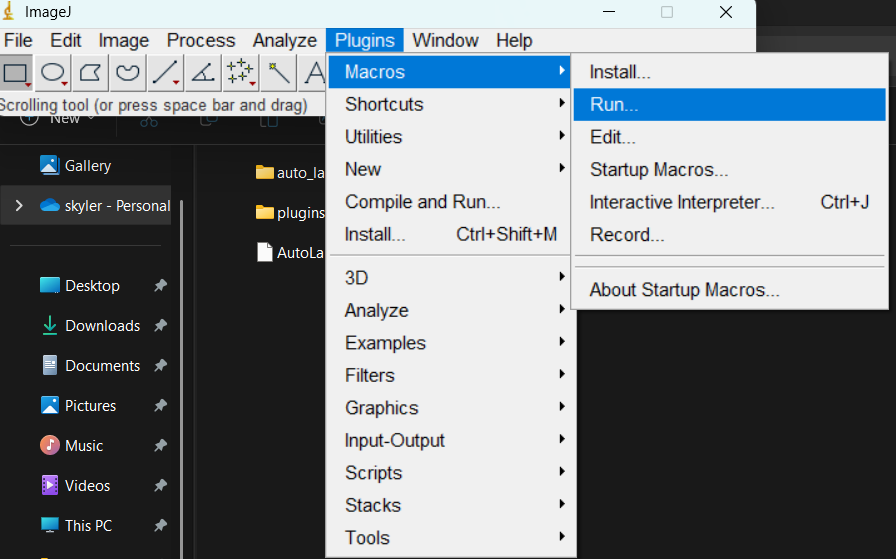 ImageJ
File Edit Image Process Analyze Plugins Window Help
Scrolling tool (or press space bar and drag)
New
Gallery
skyler - Personal
Desktop
Downloads
Documents
Pictures
Music
Videos
This PC
auto_la
plugins
AutoLa
Macros
Shortcuts
Utilities
New
Compile and Run...
Install... Ctrl+Shift+M
3D
Analyze
Examples
Filters
Graphics
Input-Output
Scripts
Stacks
Tools
Install...
Run...
Edit...
Startup Macros...
Interactive Interpreter... Ctrl+J
Record...
About Startup Macros...